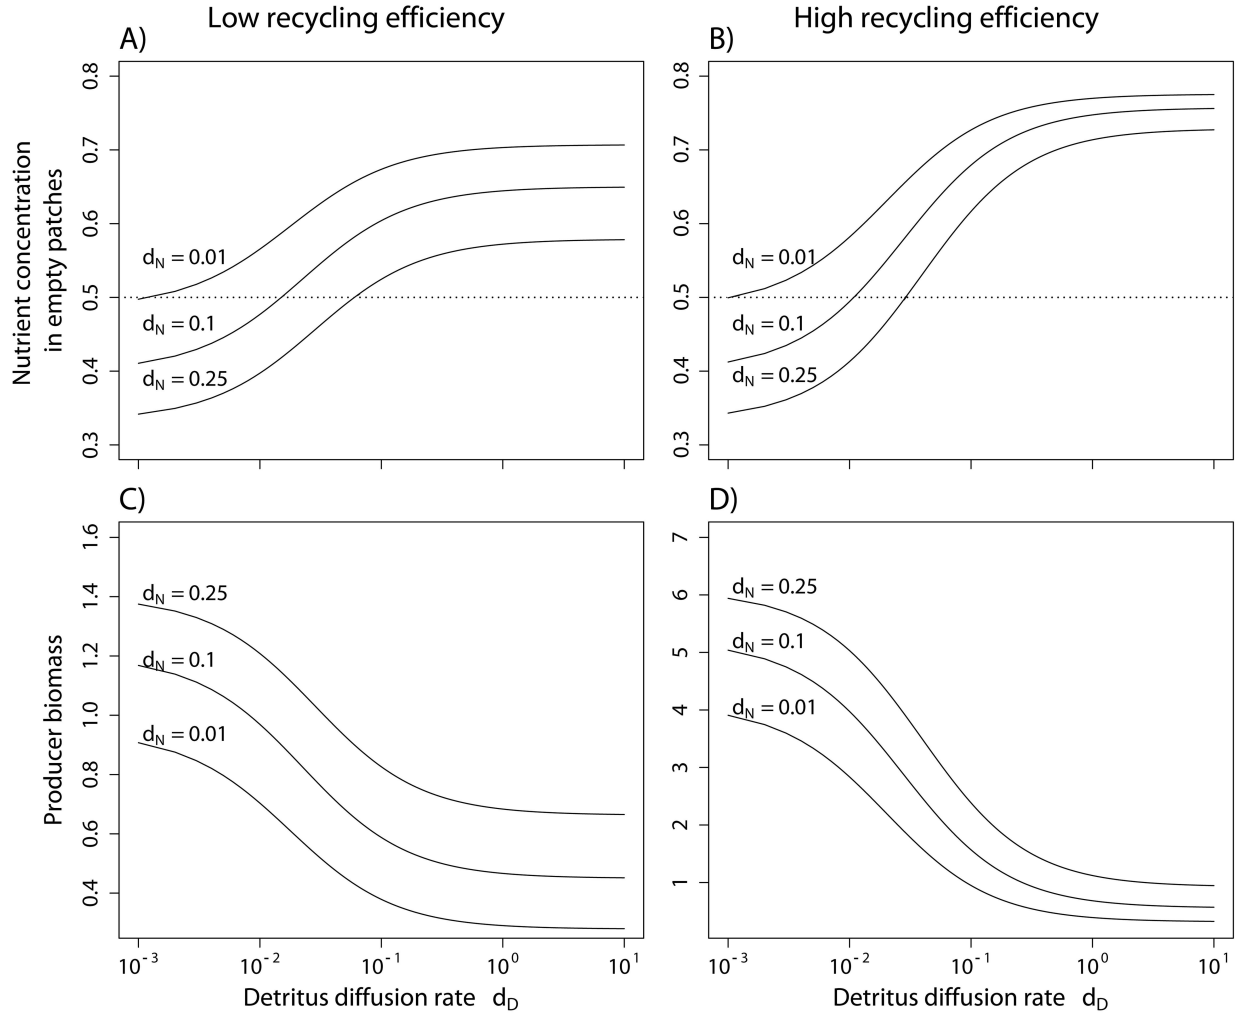 Low recycling efficiency
High recycling efficiency
A)
B)
Nutrient concentration
in empty patches
0.8
0.7
0.6
0.5
0.4
0.3
d_N = 0.01
d_N = 0.1
d_N = 0.25
0.8
0.7
0.6
0.5
0.4
0.3
d_N = 0.01
d_N = 0.1
d_N = 0.25
C)
D)
Producer biomass
1.6
1.4
1.2
1.0
0.8
0.6
0.4
d_N = 0.25
d_N = 0.1
d_N = 0.01
7
6
5
4
3
2
1
d_N = 0.25
d_N = 0.1
d_N = 0.01
10^-3 10^-2 10^-1 10^0 10^1
10^-3 10^-2 10^-1 10^0 10^1
Detritus diffusion rate d_D
Detritus diffusion rate d_D